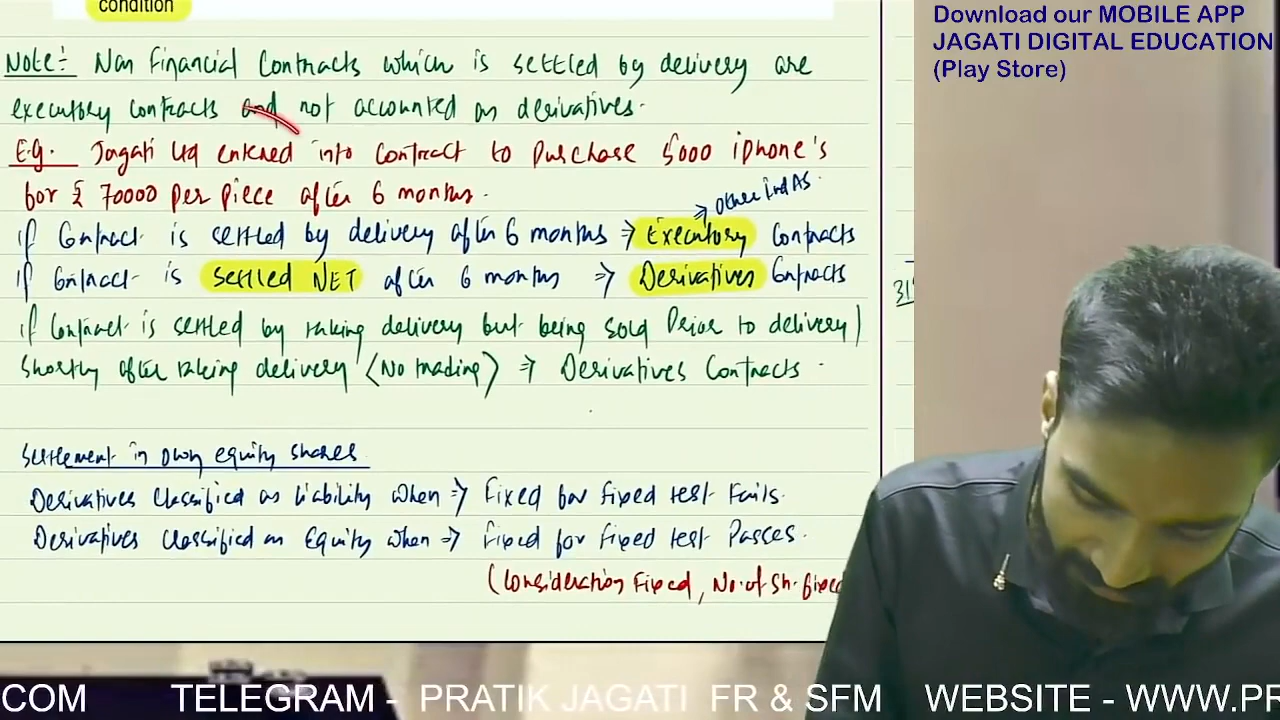 condition
Note:- Non Financial Contracts which is settled by delivery are
executory contracts and not accounted as derivatives.
E.g. Jagati Ltd entered into contract to purchase 5000 iphone's
for ₹ 70000 per piece after 6 months.
⇒ other Ind AS.
if Contract is settled by delivery after 6 months ⇒ Executory Contracts
if Contract is settled NET after 6 months ⇒ Derivatives Contracts
if Contract is settled by taking delivery but being sold Prior to delivery /
shortly after taking delivery (No trading) ⇒ Derivatives Contracts.
Settlement in own equity shares
Derivatives classified as liability when ⇒ Fixed for fixed test Fails.
Derivatives classified as Equity when ⇒ Fixed for Fixed test Passes.
(Consideration Fixed, No. of Sh. fixed
Download our MOBILE APP
JAGATI DIGITAL EDUCATION
(Play Store)
COM TELEGRAM - PRATIK JAGATI FR & SFM WEBSITE - WWW.PR